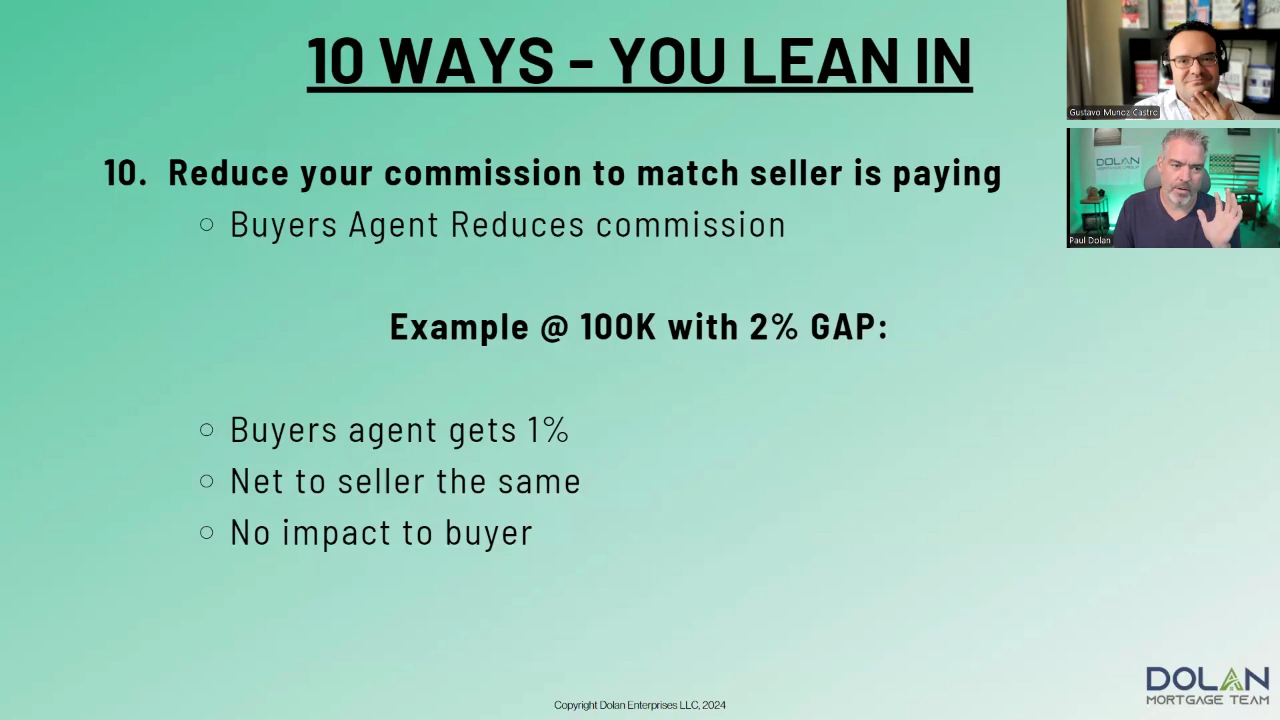 10 WAYS - YOU LEAN IN
10. Reduce your commission to match seller is paying
Buyers Agent Reduces commission
Example @ 100K with 2% GAP:
Buyers agent gets 1%
Net to seller the same
No impact to buyer
Gustavo Munoz Castro
DOLAN
Paul Dolan
DOLAN
MORTGAGE TEAM
Copyright Dolan Enterprises LLC, 2024